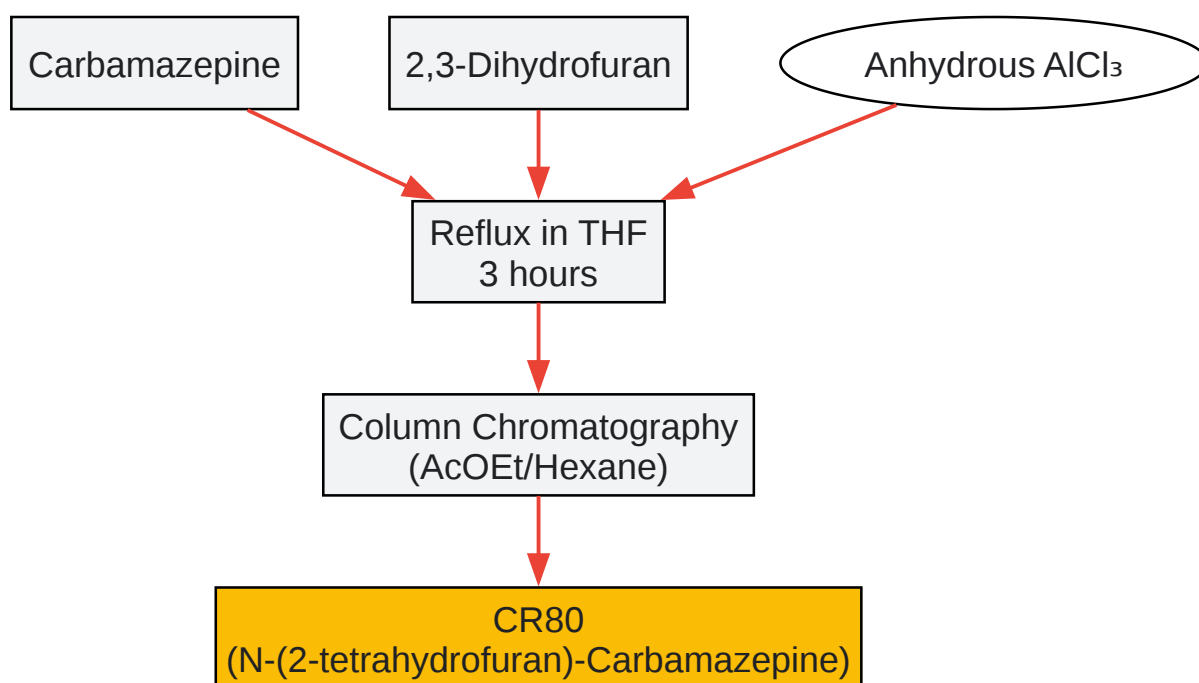 Carbamazepine
2,3-Dihydrofuran
Anhydrous AlCl₃
Reflux in THF
3 hours
Column Chromatography
(AcOEt/Hexane)
CR80
(N-(2-tetrahydrofuran)-Carbamazepine)